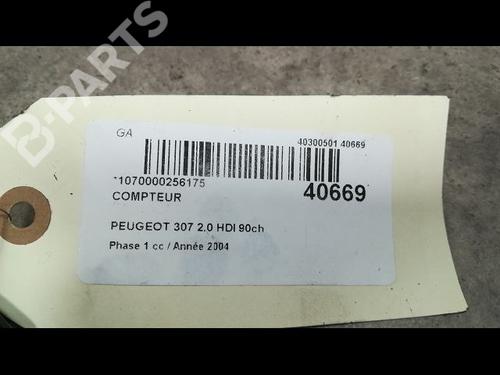 B-PARTS
GA
40300501 40669
*1070000256175
40669
COMPTEUR
PEUGEOT 307 2.0 HDI 90ch
Phase 1 cc / Année 2004